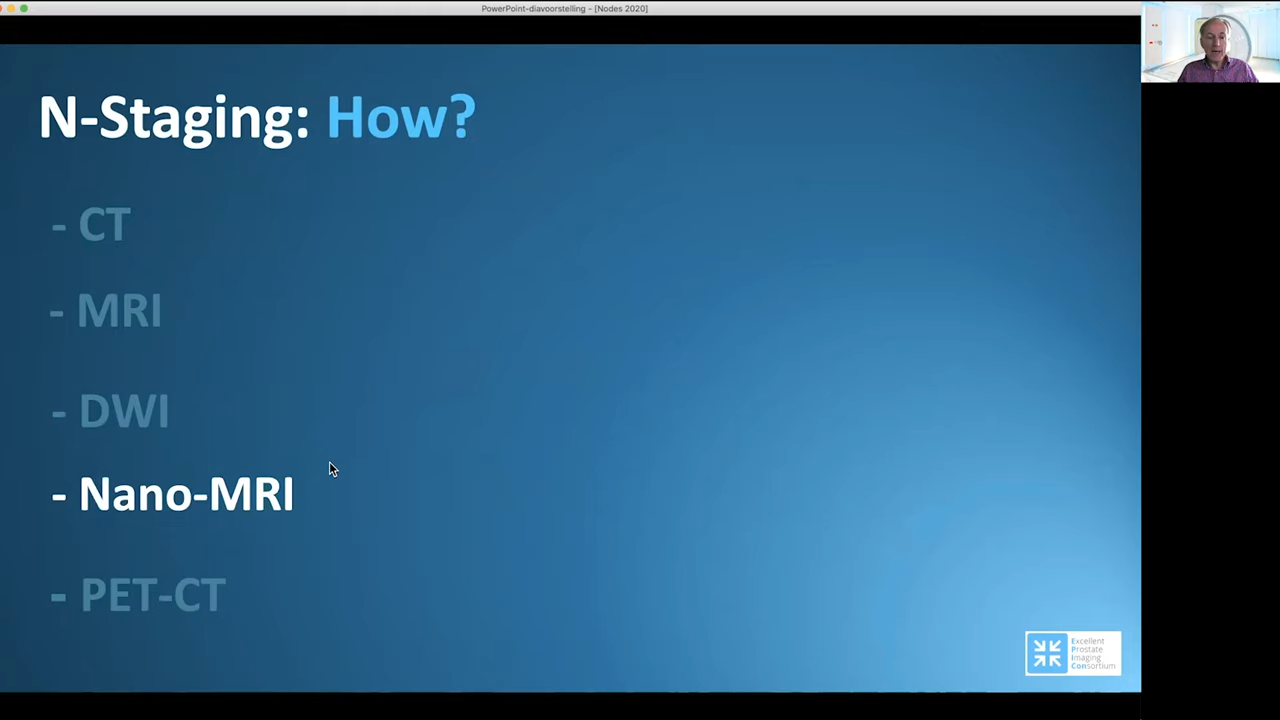 PowerPoint-diavoorstelling - [Nodes 2020]
N-Staging: How?
- CT
- MRI
- DWI
- Nano-MRI
- PET-CT
Excellent
Prostate
Imaging
Consortium